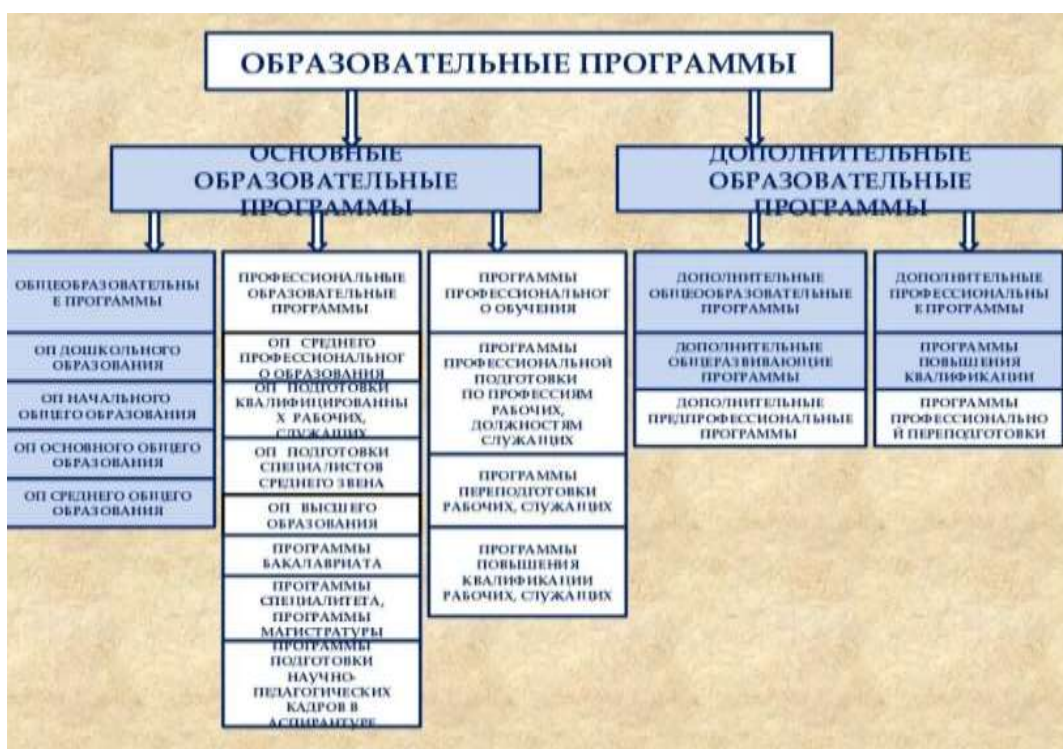 ОБРАЗОВАТЕЛЬНЫЕ ПРОГРАММЫ
ОСНОВНЫЕ
ОБРАЗОВАТЕЛЬНЫЕ
ПРОГРАММЫ
ДОПОЛНИТЕЛЬНЫЕ
ОБРАЗОВАТЕЛЬНЫЕ
ПРОГРАММЫ
ОБЩЕОБРАЗОВАТЕЛЬНЫ
Е ПРОГРАММЫ
ОП ДОШКОЛЬНОГО
ОБРАЗОВАНИЯ
ОП НАЧАЛЬНОГО
ОБЩЕГО ОБРАЗОВАНИЯ
ОП ОСНОВНОГО ОБЩЕГО
ОБРАЗОВАНИЯ
ОП СРЕДНЕГО ОБЩЕГО
ОБРАЗОВАНИЯ
ПРОФЕССИОНАЛЬНЫЕ
ОБРАЗОВАТЕЛЬНЫЕ
ПРОГРАММЫ
ОП СРЕДНЕГО
ПРОФЕССИОНАЛЬНОГ
О ОБРАЗОВАНИЯ
ОП ПОДГОТОВКИ
КВАЛИФИЦИРОВАННЫ
Х РАБОЧИХ,
СЛУЖАЩИХ
ОП ПОДГОТОВКИ
СПЕЦИАЛИСТОВ
СРЕДНЕГО ЗВЕНА
ОП ВЫСШЕГО
ОБРАЗОВАНИЯ
ПРОГРАММЫ
БАКАЛАВРИАТА
ПРОГРАММЫ
СПЕЦИАЛИТЕТА,
ПРОГРАММЫ
МАГИСТРАТУРЫ
ПРОГРАММЫ
ПОДГОТОВКИ
НАУЧНО-
ПЕДАГОГИЧЕСКИХ
КАДРОВ В
АСПИРАНТУРЕ
ПРОГРАММЫ
ПРОФЕССИОНАЛЬНОГ
О ОБУЧЕНИЯ
ПРОГРАММЫ
ПРОФЕССИОНАЛЬНОЙ
ПОДГОТОВКИ
ПО ПРОФЕССИЯМ
РАБОЧИХ,
ДОЛЖНОСТЯМ
СЛУЖАЩИХ
ПРОГРАММЫ
ПЕРЕПОДГОТОВКИ
РАБОЧИХ, СЛУЖАЩИХ
ПРОГРАММЫ
ПОВЫШЕНИЯ
КВАЛИФИКАЦИИ
РАБОЧИХ, СЛУЖАЩИХ
ДОПОЛНИТЕЛЬНЫЕ
ОБЩЕООБРАЗОВАТЕЛЬНЫЕ
ПРОГРАММЫ
ДОПОЛНИТЕЛЬНЫЕ
ОБЩЕРАЗВИВАЮЩИЕ
ПРОГРАММЫ
ДОПОЛНИТЕЛЬНЫЕ
ПРЕДПРОФЕССИОНАЛЬНЫЕ
ПРОГРАММЫ
ДОПОЛНИТЕЛЬНЫЕ
ПРОФЕССИОНАЛЬНЫ
Е ПРОГРАММЫ
ПРОГРАММЫ
ПОВЫШЕНИЯ
КВАЛИФИКАЦИИ
ПРОГРАММЫ
ПРОФЕССИОНАЛЬНО
Й ПЕРЕПОДГОТОВКИ